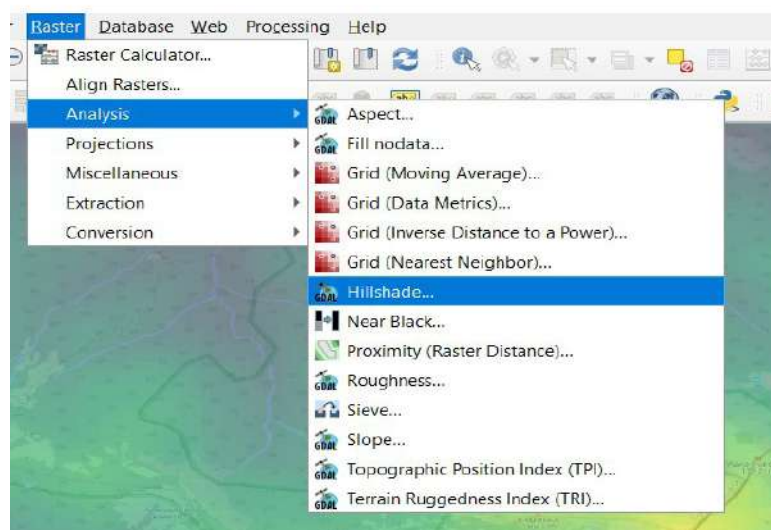 Raster Database Web Processing Help
Raster Calculator...
Align Rasters...
Analysis
Projections
Miscellaneous
Extraction
Conversion
Aspect...
Fill nodata...
Grid (Moving Average)...
Grid (Data Metrics)...
Grid (Inverse Distance to a Power)...
Grid (Nearest Neighbor)...
Hillshade...
Near Black...
Proximity (Raster Distance)...
Roughness...
Sieve...
Slope...
Topographic Position Index (TPI)...
Terrain Ruggedness Index (TRI)...